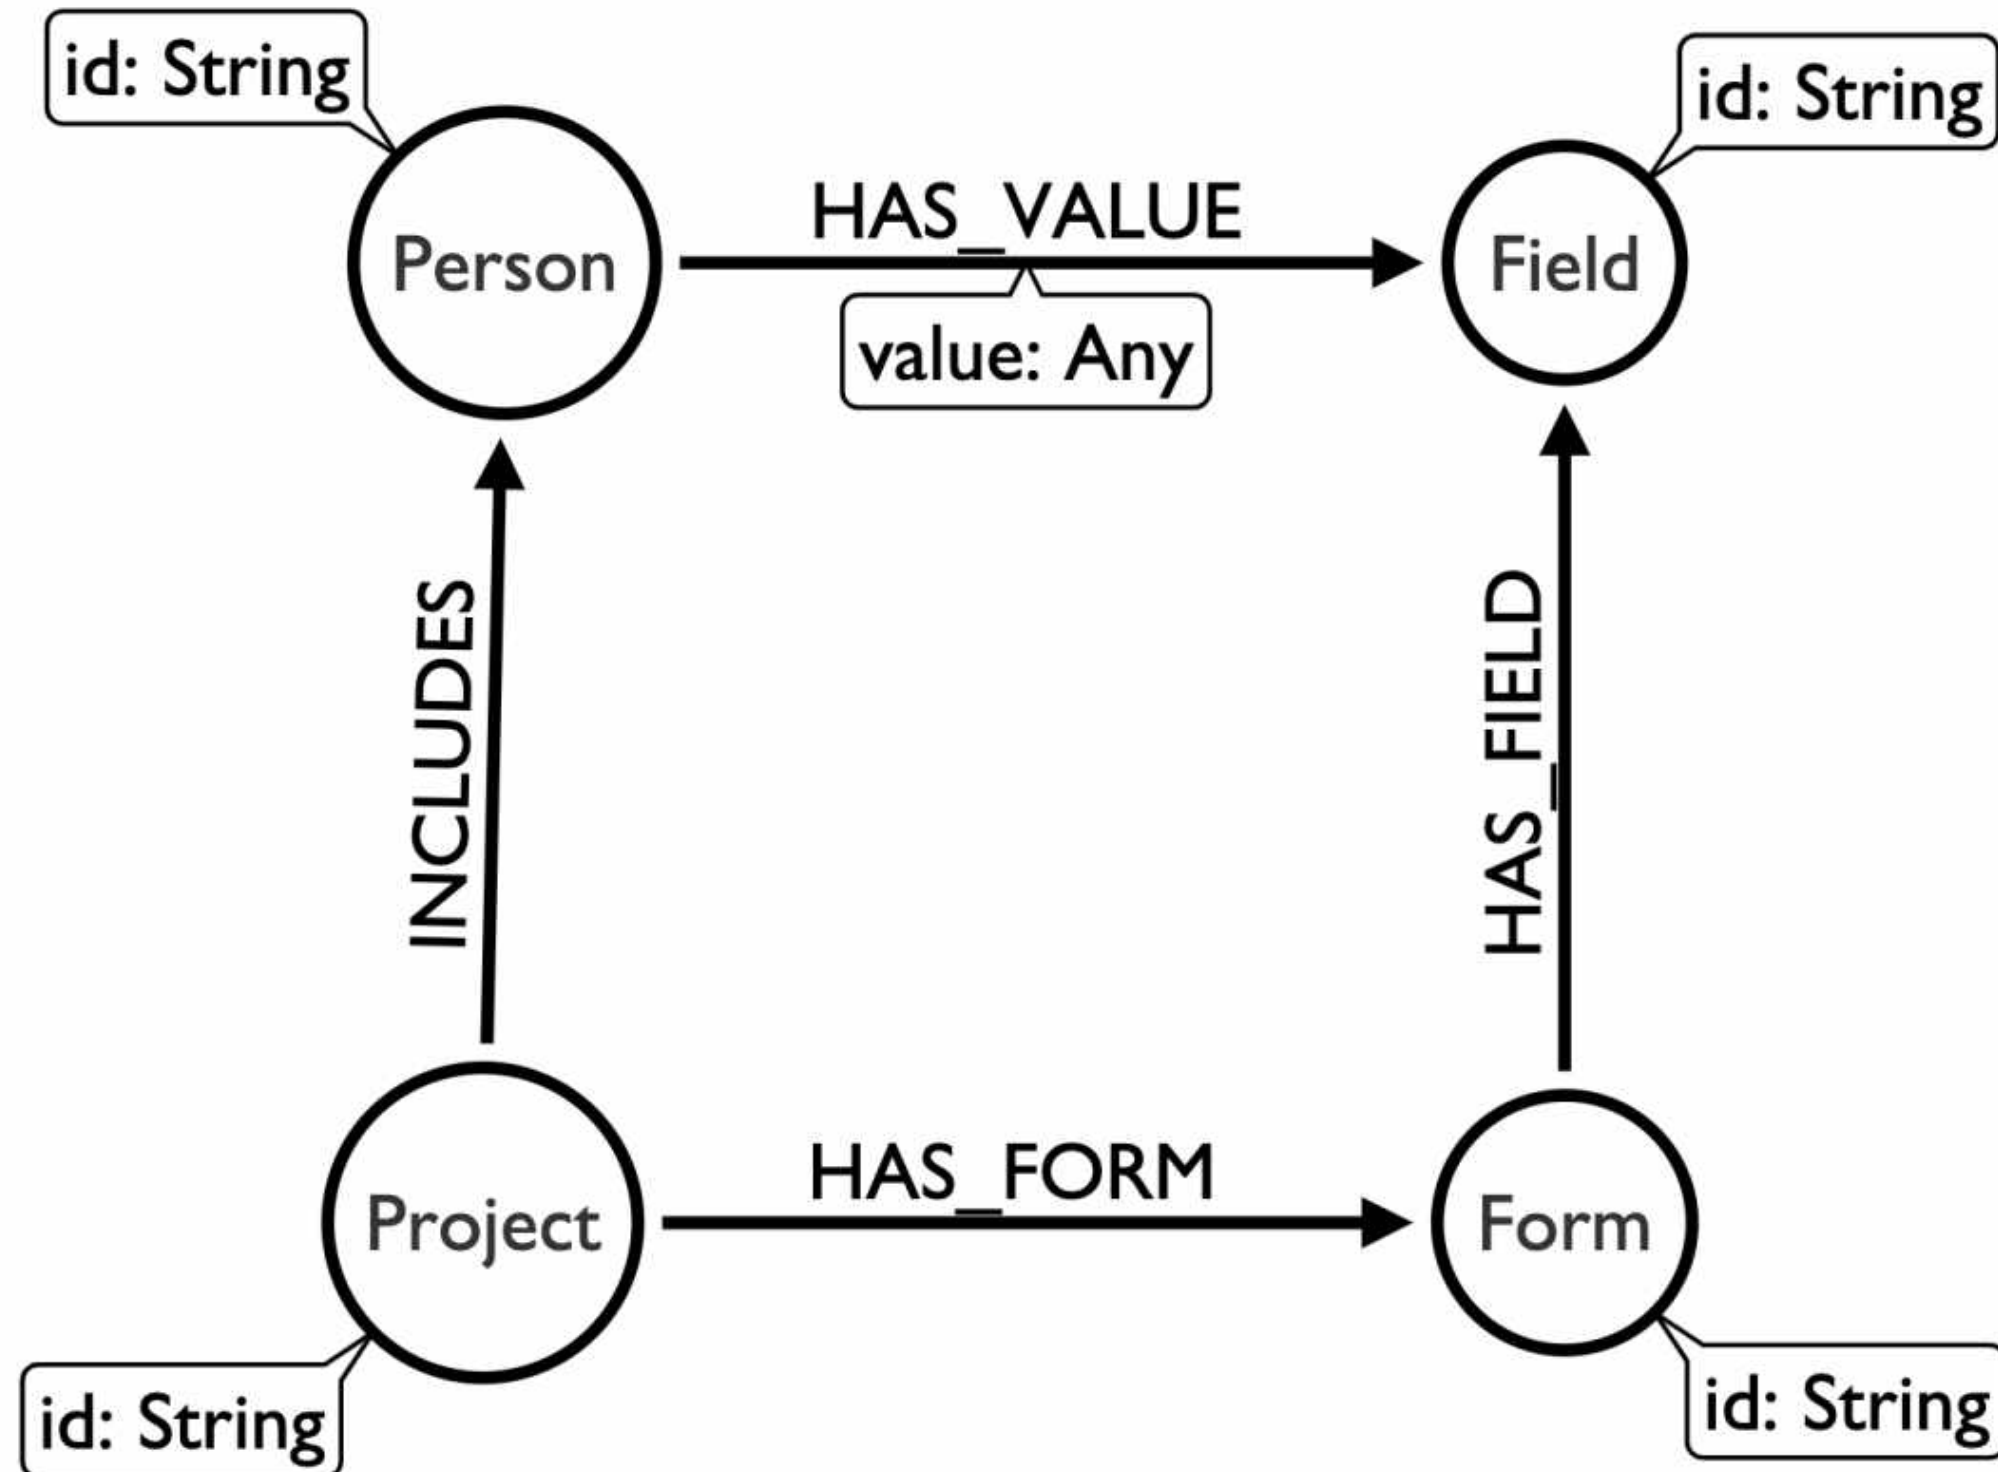 id: String
id: String
HAS_VALUE
Person
Field
value: Any
INCLUDES
HAS_FIELD
HAS_FORM
Project
Form
id: String
id: String